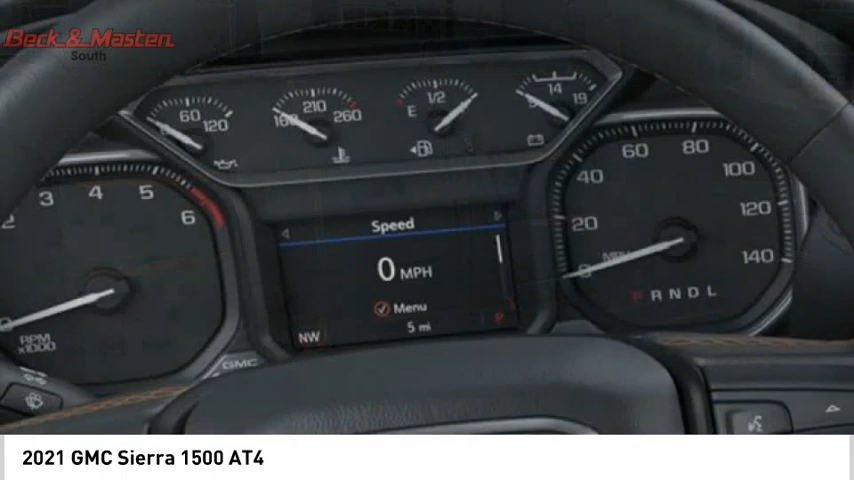 Beck & Masten
South
60
120
210
260
E 1/2
14
19
2 3 4 5 6
RPM
x1000
GMC
Speed
0 MPH
Menu
5 mi
NW P
0 20 40 60 80 100 120 140
MPH
P R N D L
2021 GMC Sierra 1500 AT4